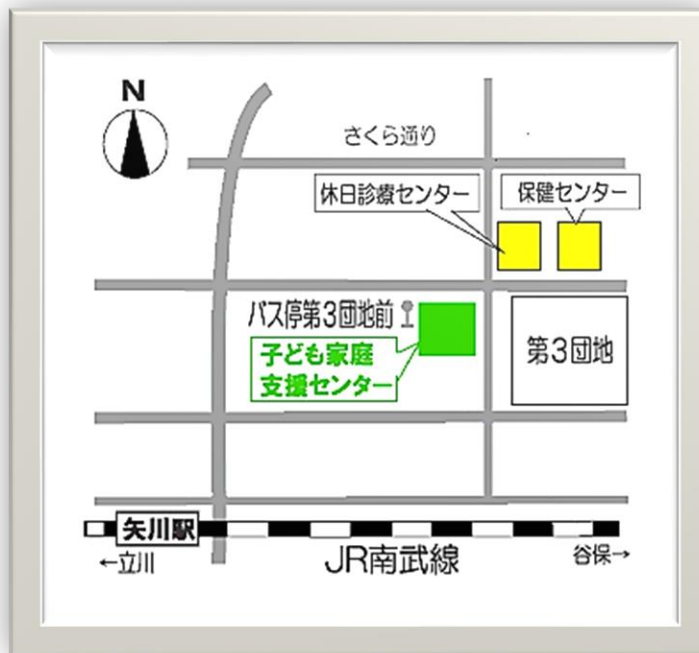 N
さくら通り
休日診療センター
保健センター
バス停第3団地前
子ども家庭
支援センター
第3団地
矢川駅
←立川
JR南武線
谷保→